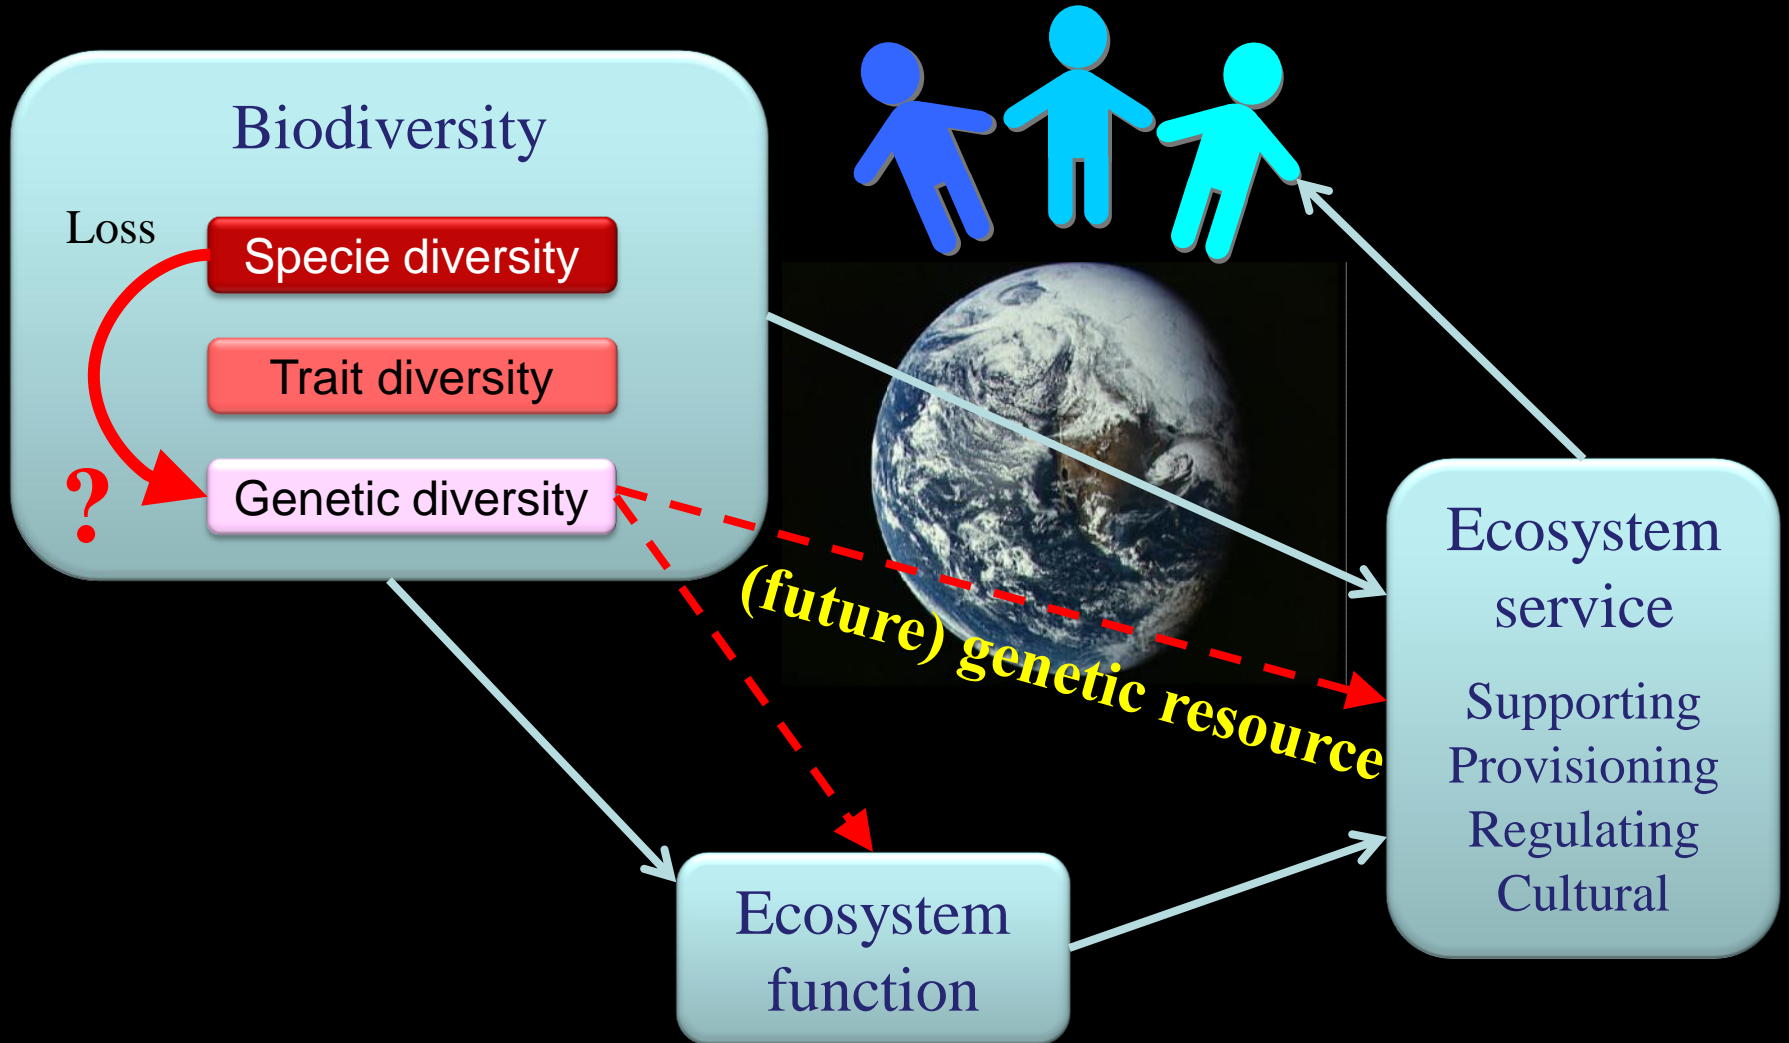 Biodiversity
Loss
Specie diversity
Trait diversity
?
Genetic diversity
(future) genetic resource
Ecosystem
service
Supporting
Provisioning
Regulating
Cultural
Ecosystem
function